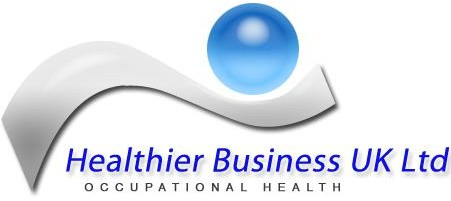 Healthier Business UK Ltd
OCCUPATIONAL HEALTH